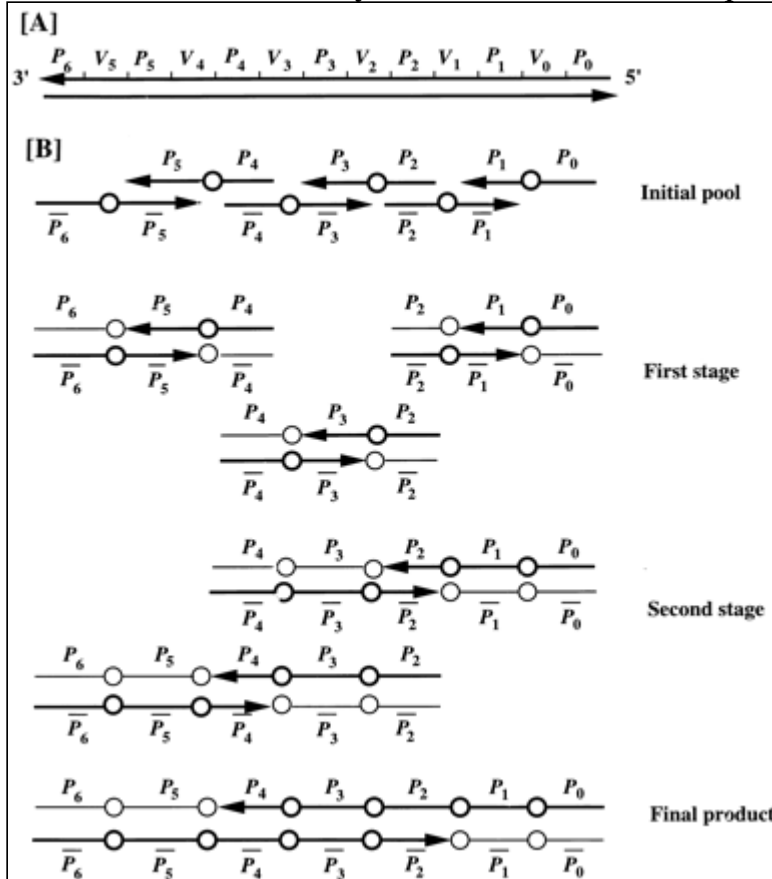 [A]
P₆ V₅ P₅ V₄ P₄ V₃ P₃ V₂ P₂ V₁ P₁ V₀ P₀
3' 5'
[B]
P₅ P₄ P₃ P₂ P₁ P₀
Initial pool
P̅₆ P̅₅ P̅₄ P̅₃ P̅₂ P̅₁
P₆ P₅ P₄ P₂ P₁ P₀
P̅₆ P̅₅ P̅₄ P̅₂ P̅₁ P̅₀
First stage
P₄ P₃ P₂
P̅₄ P̅₃ P̅₂
P₄ P₃ P₂ P₁ P₀
P̅₄ P̅₃ P̅₂ P̅₁ P̅₀
Second stage
P₆ P₅ P₄ P₃ P₂
P̅₆ P̅₅ P̅₄ P̅₃ P̅₂
P₆ P₅ P₄ P₃ P₂ P₁ P₀
Final product
P̅₆ P̅₅ P̅₄ P̅₃ P̅₂ P̅₁ P̅₀